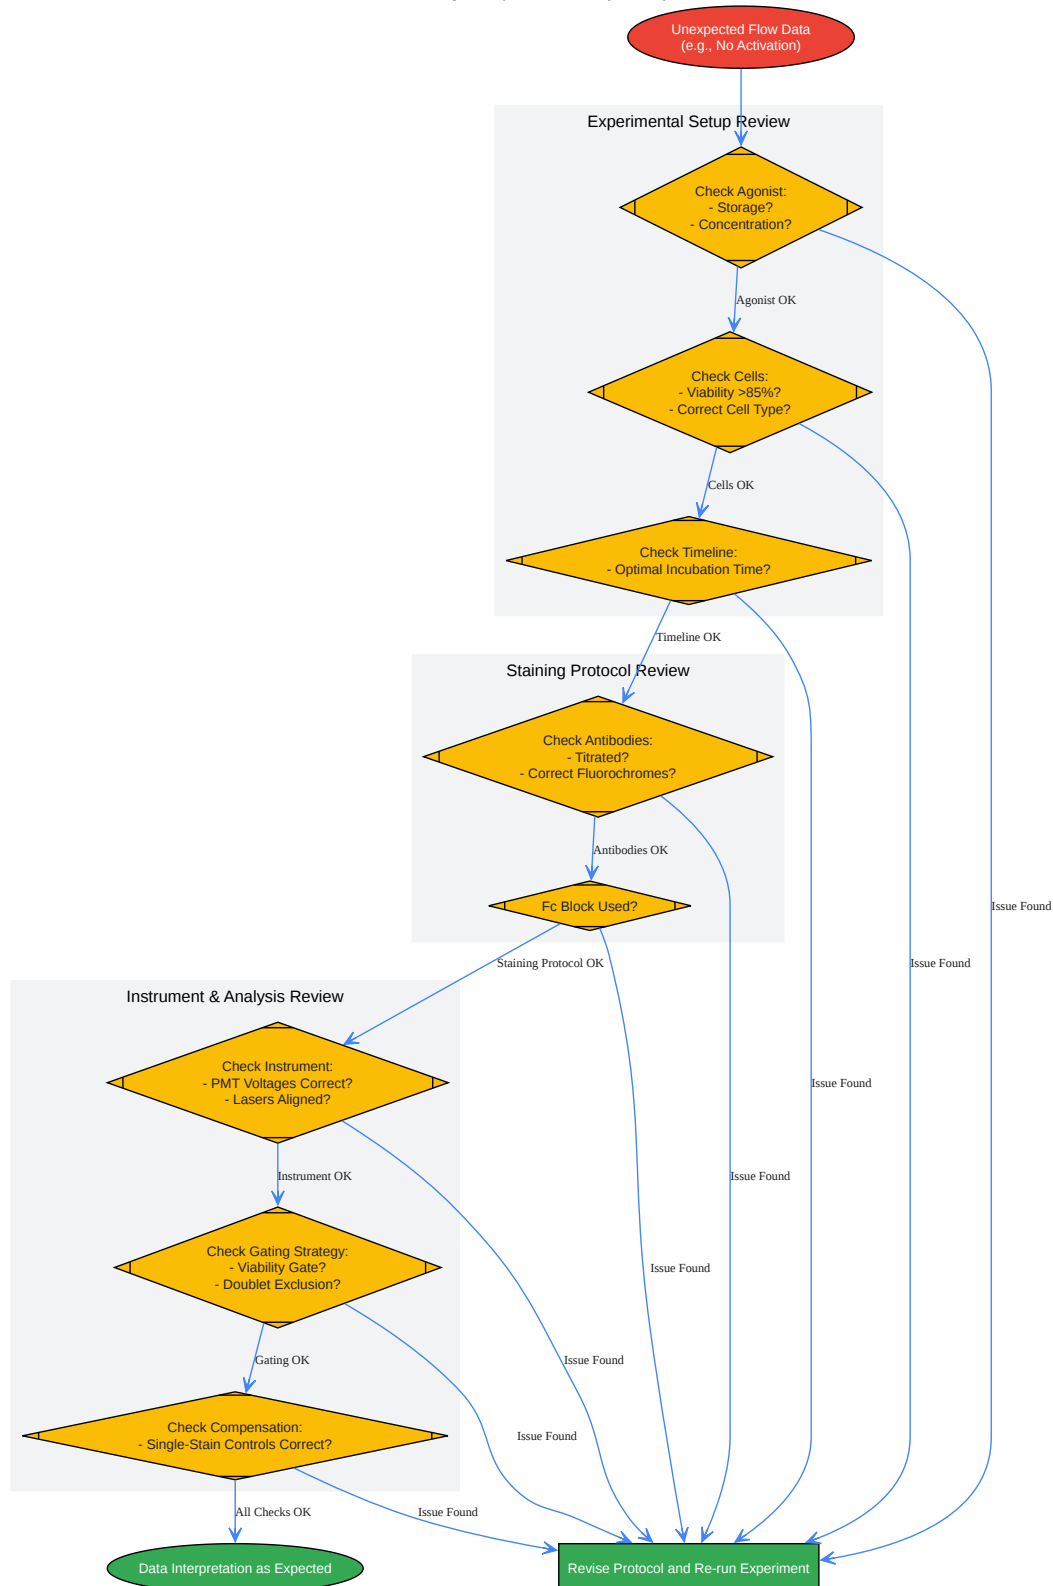 Unexpected Flow Data
(e.g., No Activation)
Experimental Setup Review
Check Agonist:
- Storage?
- Concentration?
Agonist OK
Check Cells:
- Viability >85%?
- Correct Cell Type?
Cells OK
Check Timeline:
- Optimal Incubation Time?
Timeline OK
Staining Protocol Review
Check Antibodies:
- Titrated?
- Correct Fluorochromes?
Antibodies OK
Fc Block Used?
Issue Found
Staining Protocol OK
Issue Found
Instrument & Analysis Review
Check Instrument:
- PMT Voltages Correct?
- Lasers Aligned?
Issue Found
Instrument OK
Issue Found
Check Gating Strategy:
- Viability Gate?
- Doublet Exclusion?
Issue Found
Gating OK
Issue Found
Check Compensation:
- Single-Stain Controls Correct?
Issue Found
All Checks OK
Issue Found
Data Interpretation as Expected
Revise Protocol and Re-run Experiment